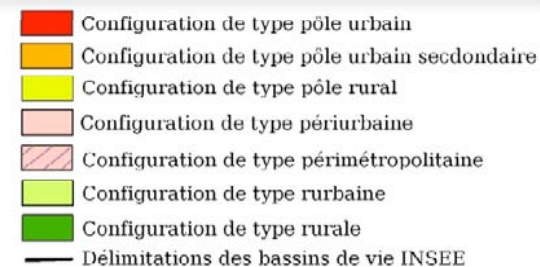 Configuration de type pôle urbain
Configuration de type pôle urbain secdondaire
Configuration de type pôle rural
Configuration de type périurbaine
Configuration de type périmétropolitaine
Configuration de type rurbaine
Configuration de type rurale
Délimitations des bassins de vie INSEE